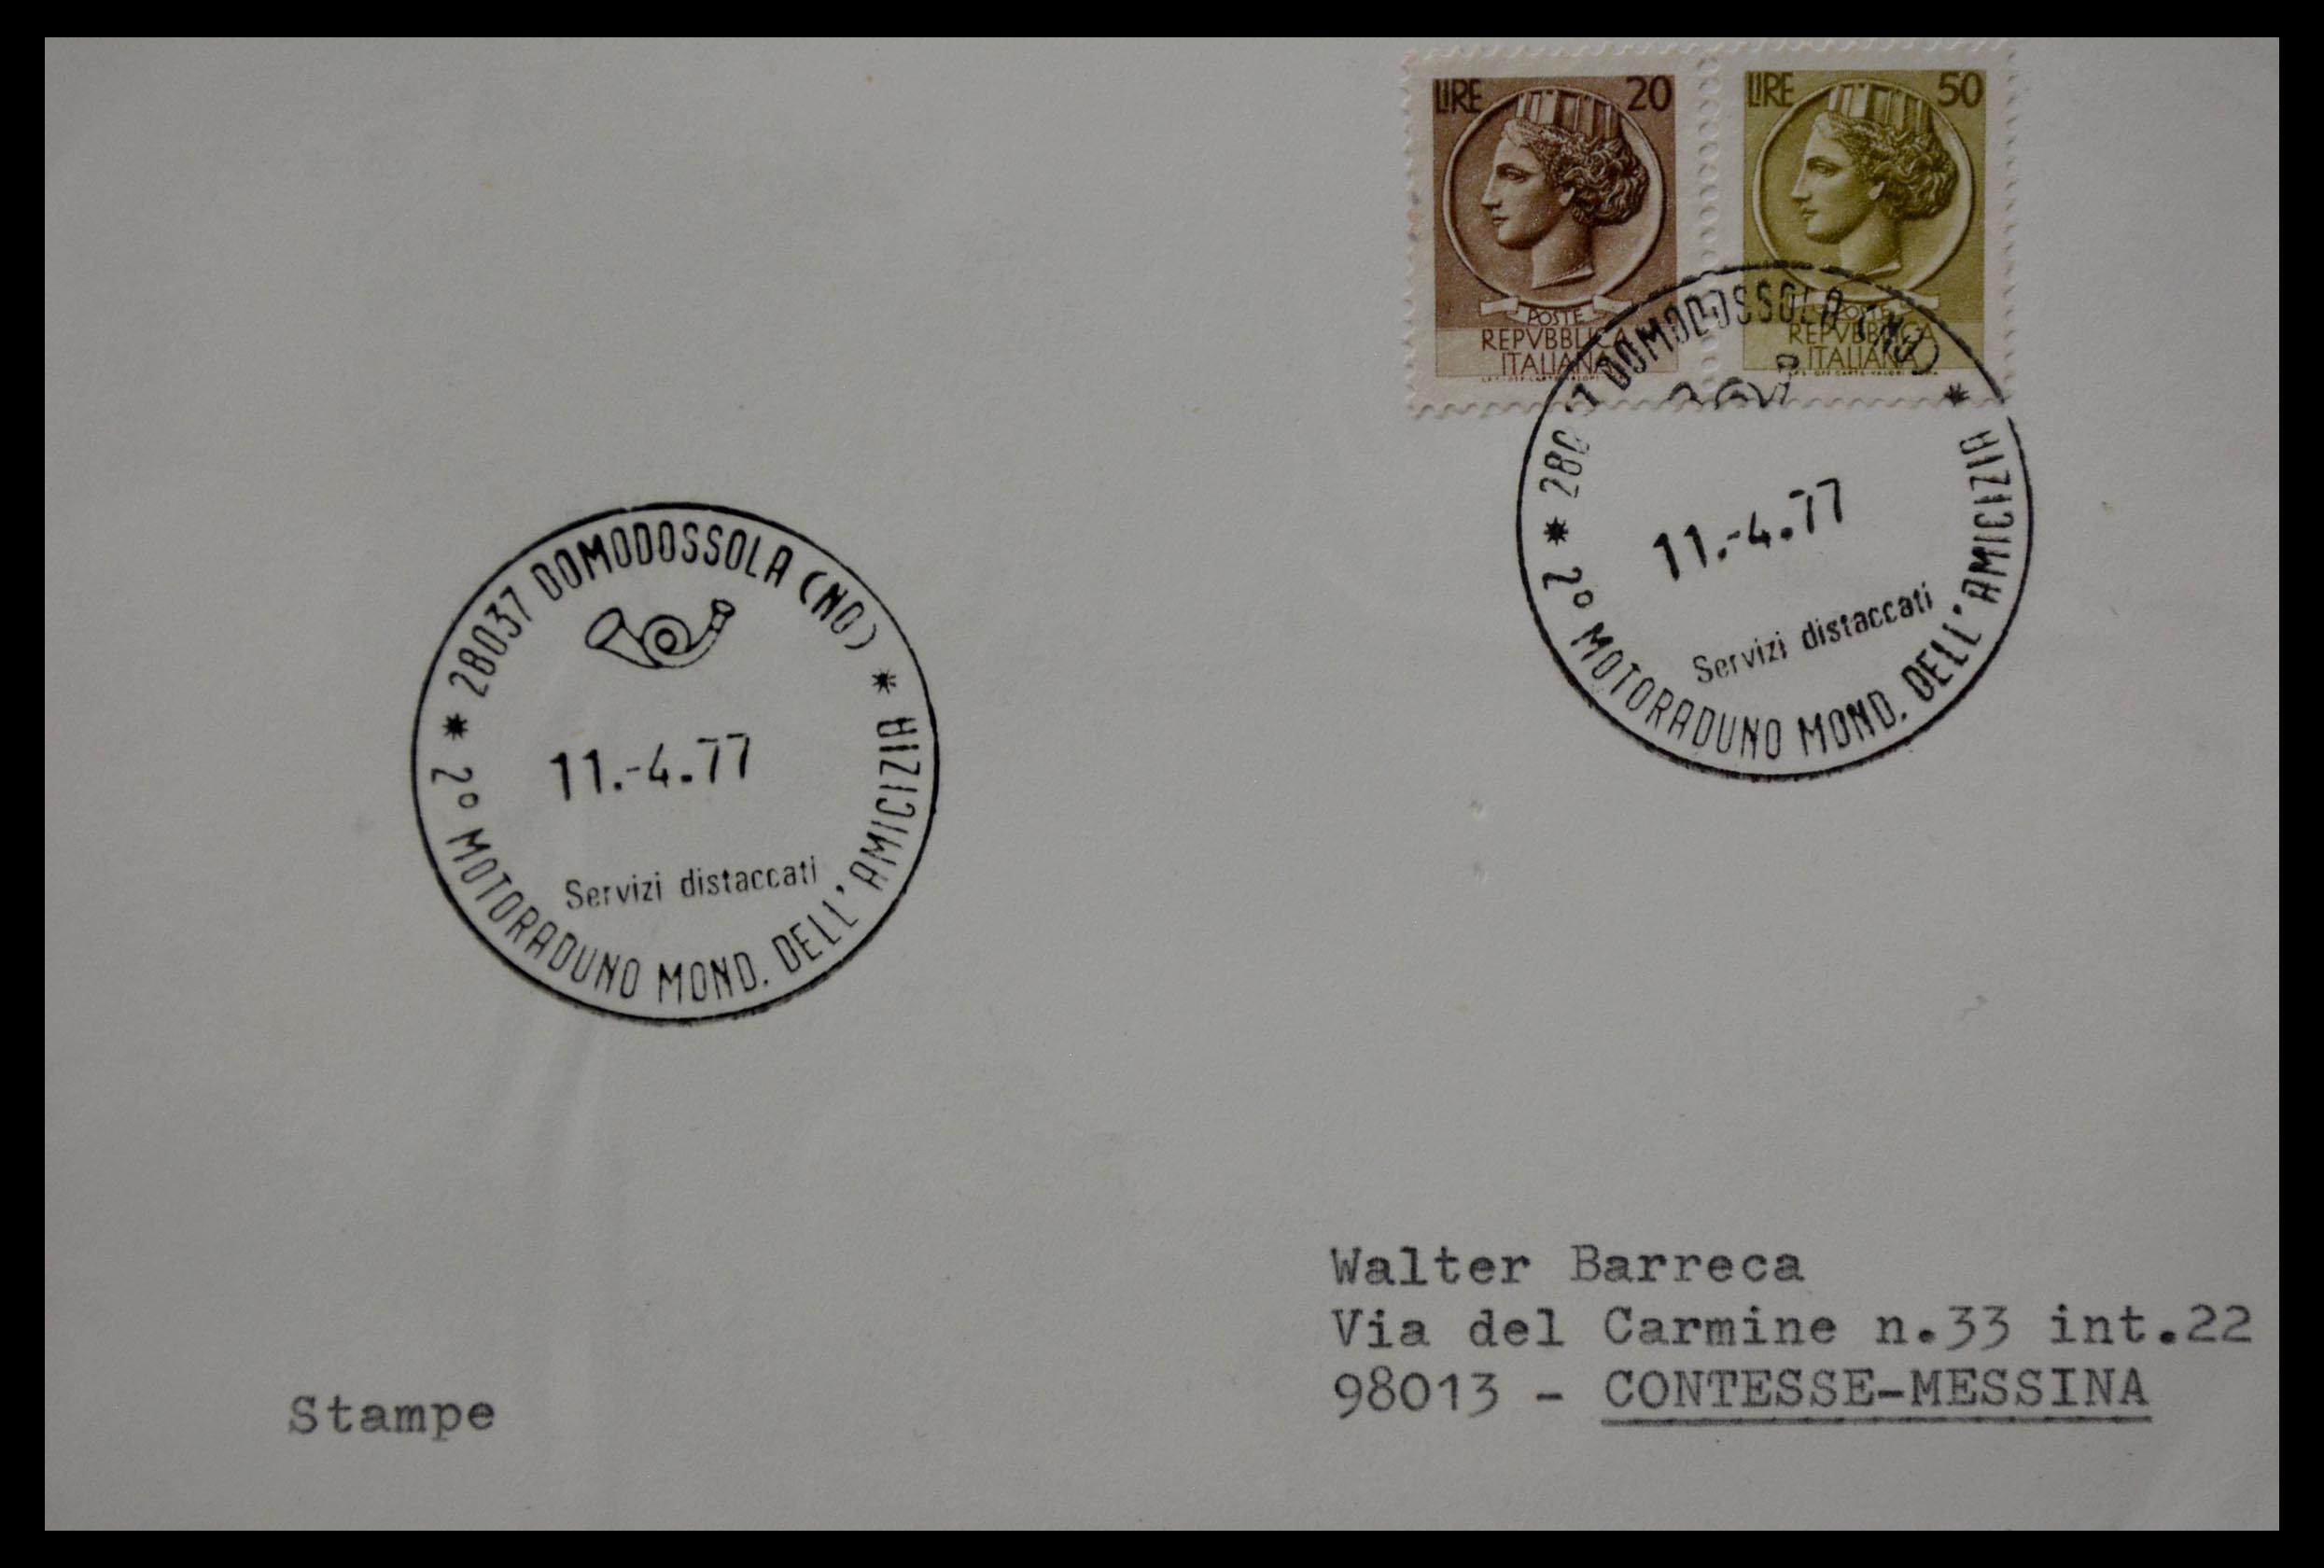 LIRE 20
POSTE
REPVBBLICA
ITALIANA
LIRE 50
POSTE
REPVBBLICA
ITALIANA
DOMODOSSOLA (NO) *
11.-4.77
Servizi distaccati
* 2° MOTORADUNO MOND. DELL'AMICIZIA
* 28037 DOMODOSSOLA (NO) *
11.-4.77
Servizi distaccati
2° MOTORADUNO MOND. DELL'AMICIZIA
Walter Barreca
Via del Carmine n.33 int.22
98013 - CONTESSE-MESSINA
Stampe